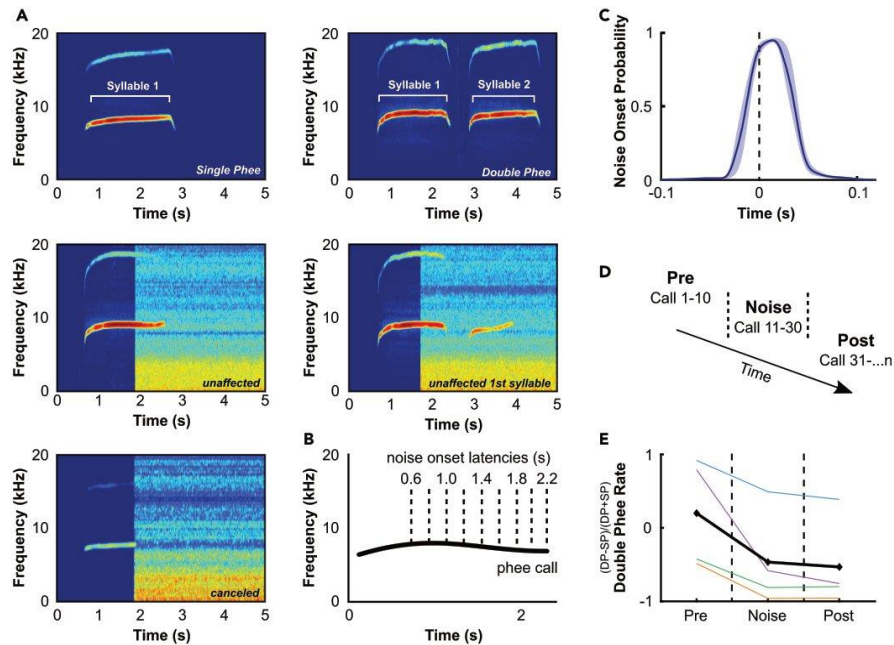 A
Frequency (kHz)
20
10
0
Syllable 1
Single Phee
0 1 2 3 4 5
Time (s)
Frequency (kHz)
20
10
0
Syllable 1
Syllable 2
Double Phee
0 1 2 3 4 5
Time (s)
C
Noise Onset Probability
1
0.5
0
-0.1 0 0.1
Time (s)
Frequency (kHz)
20
10
0
unaffected
0 1 2 3 4 5
Time (s)
Frequency (kHz)
20
10
0
unaffected 1st syllable
0 1 2 3 4 5
Time (s)
D
Pre
Call 1-10
Noise
Call 11-30
Post
Call 31-...n
Time
Frequency (kHz)
20
10
0
canceled
0 1 2 3 4 5
Time (s)
B
Frequency (kHz)
20
10
0
noise onset latencies (s)
0.6 1.0 1.4 1.8 2.2
phee call
0 2
Time (s)
E
(DP-SP)/(DP+SP)
Double Phee Rate
1
-0
-1
Pre Noise Post